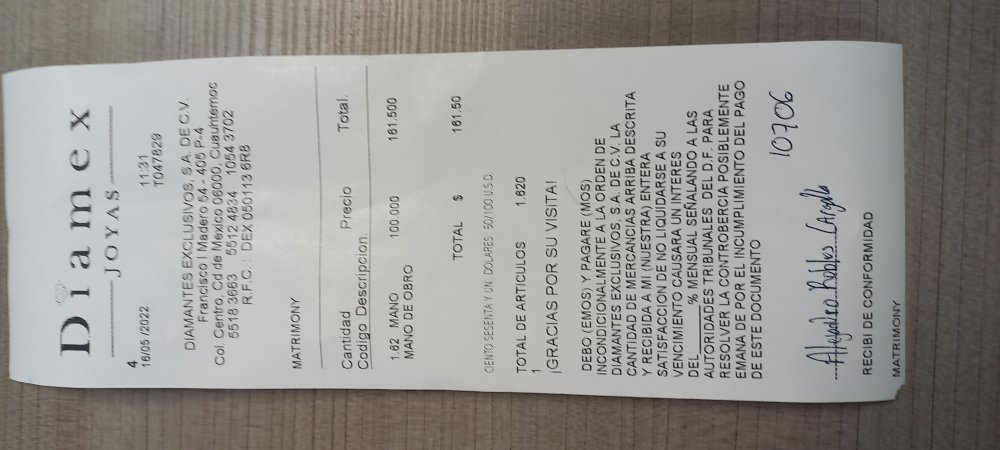 Diamex
JOYAS
4
16/05/2022 11:31
T047829
DIAMANTES EXCLUSIVOS, S.A. DE C.V.
Francisco I Madero 54 - 405 P-4
Col. Centro, Cd de Mexico 06000, Cuauhtemoc
5518 3663 5512 4834 1054 3702
R.F.C. : DEX 050113 6R8
MATRIMONY
Cantidad Precio Total.
Codigo Descripcion.
1.62 MANO 100.000 161.500
MANO DE OBRO
TOTAL $ 161.50
CIENTO SESENTA Y UN DOLARES 50/100 U.S.D.
TOTAL DE ARTICULOS 1.620
1
¡GRACIAS POR SU VISITA!
DEBO (EMOS) Y PAGARE (MOS)
INCONDICIONALMENTE A LA ORDEN DE
DIAMANTES EXCLUSIVOS, S.A. DE C.V. LA
CANTIDAD DE MERCANCIAS ARRIBA DESCRITA
Y RECIBIDA A MI (NUESTRA) ENTERA
SATISFACCION DE NO LIQUIDARSE A SU
VENCIMIENTO CAUSARA UN INTERES
DEL______% MENSUAL SEÑALANDO A LAS
AUTORIDADES TRIBUNALES DEL D.F. PARA
RESOLVER LA CONTROBERCIA POSIBLEMENTE
EMANA DE POR EL INCUMPLIMIENTO DEL PAGO
DE ESTE DOCUMENTO
10706
Alejandra Robles
RECIBI DE CONFORMIDAD
MATRIMONY